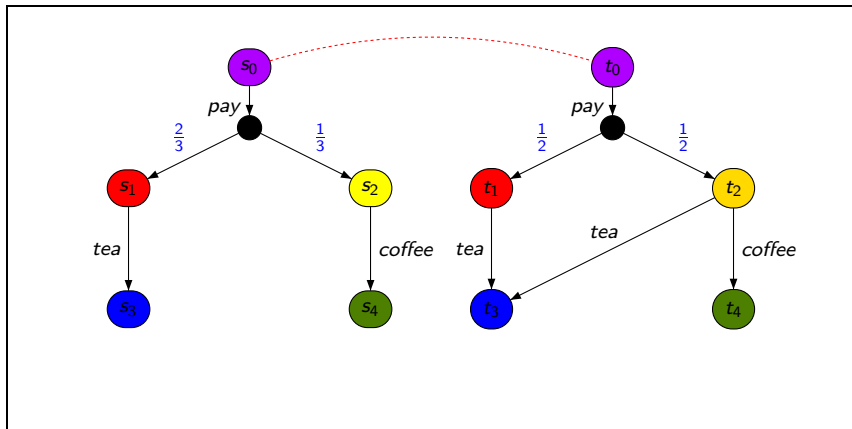 s₀ t₀
pay pay
2/3 1/3 1/2 1/2
s₁ s₂ t₁ t₂
tea coffee tea tea coffee
s₃ s₄ t₃ t₄